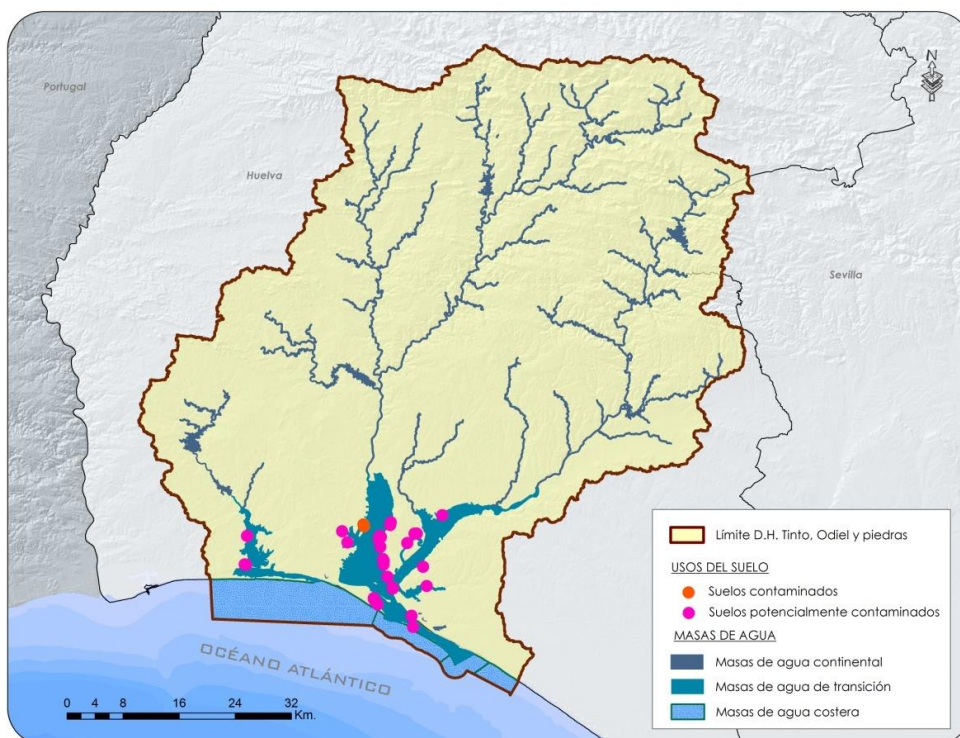 Portugal
N
Huelva
Sevilla
OCÉANO ATLÁNTICO
0 4 8 16 24 32
Km.
Límite D.H. Tinto, Odiel y piedras
USOS DEL SUELO
Suelos contaminados
Suelos potencialmente contaminados
MASAS DE AGUA
Masas de agua continental
Masas de agua de transición
Masas de agua costera